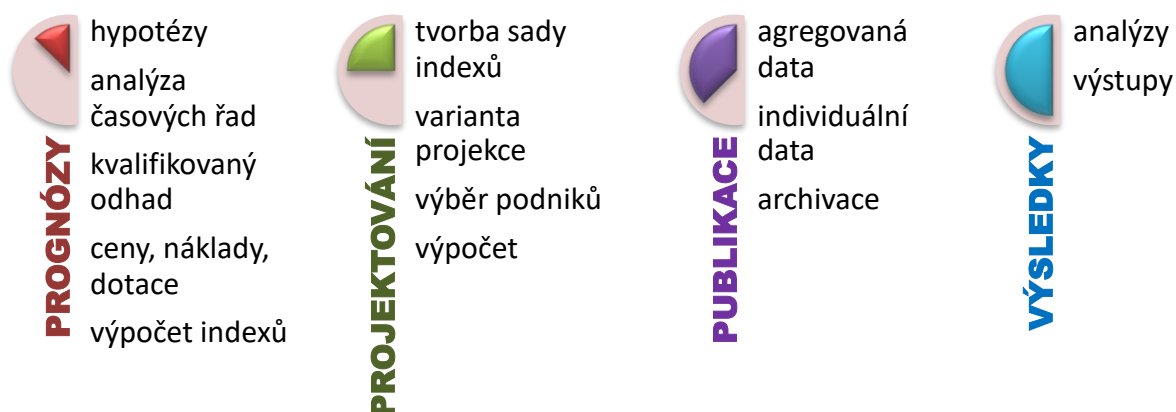 PROGNÓZY
hypotézy
analýza
časových řad
kvalifikovaný
odhad
ceny, náklady,
dotace
výpočet indexů
PROJEKTOVÁNÍ
tvorba sady
indexů
varianta
projekce
výběr podniků
výpočet
PUBLIKACE
agregovaná
data
individuální
data
archivace
VÝSLEDKY
analýzy
výstupy